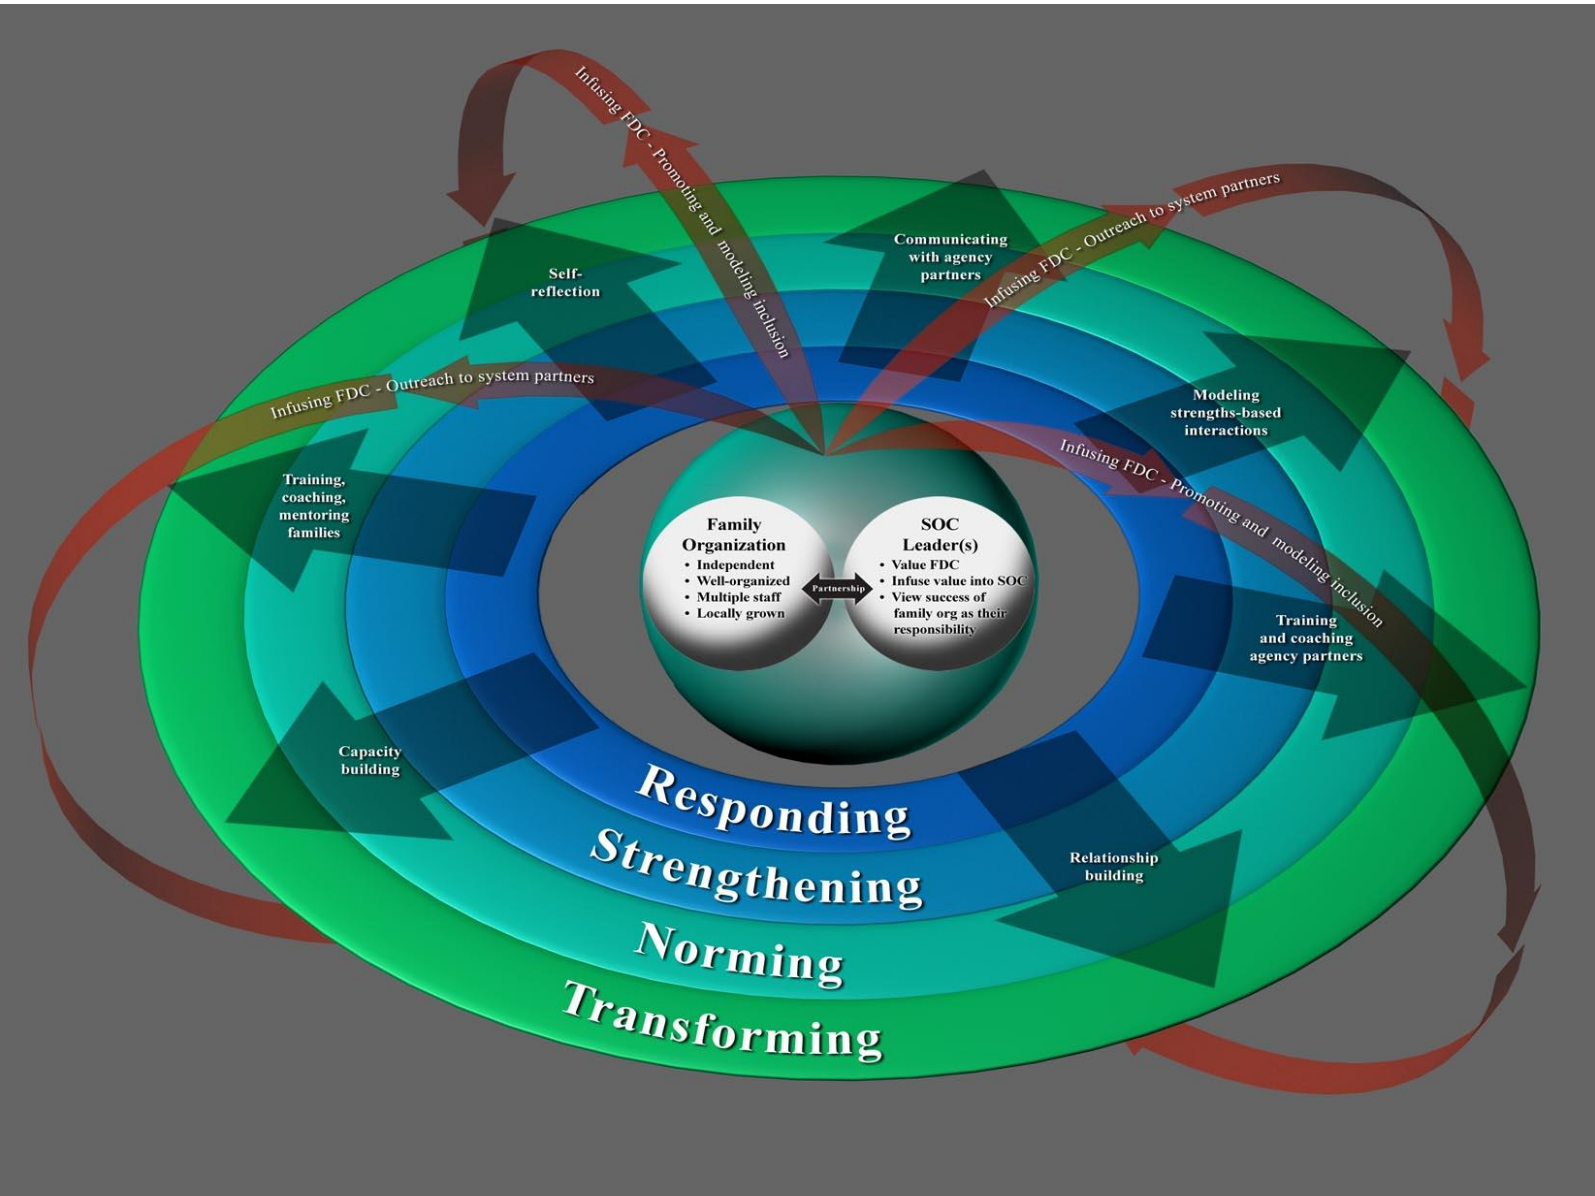 Infusing FDC - Promoting and modeling inclusion
Infusing FDC - Outreach to system partners
Communicating
with agency
partners
Self-
reflection
Infusing FDC - Outreach to system partners
Modeling
strengths-based
interactions
Infusing FDC - Promoting and modeling inclusion
Training,
coaching,
mentoring
families
Family
Organization
• Independent
• Well-organized
• Multiple staff
• Locally grown
Partnership
SOC
Leader(s)
• Value FDC
• Infuse value into SOC
• View success of
family org as their
responsibility
Training
and coaching
agency partners
Capacity
building
Relationship
building
Responding
Strengthening
Norming
Transforming